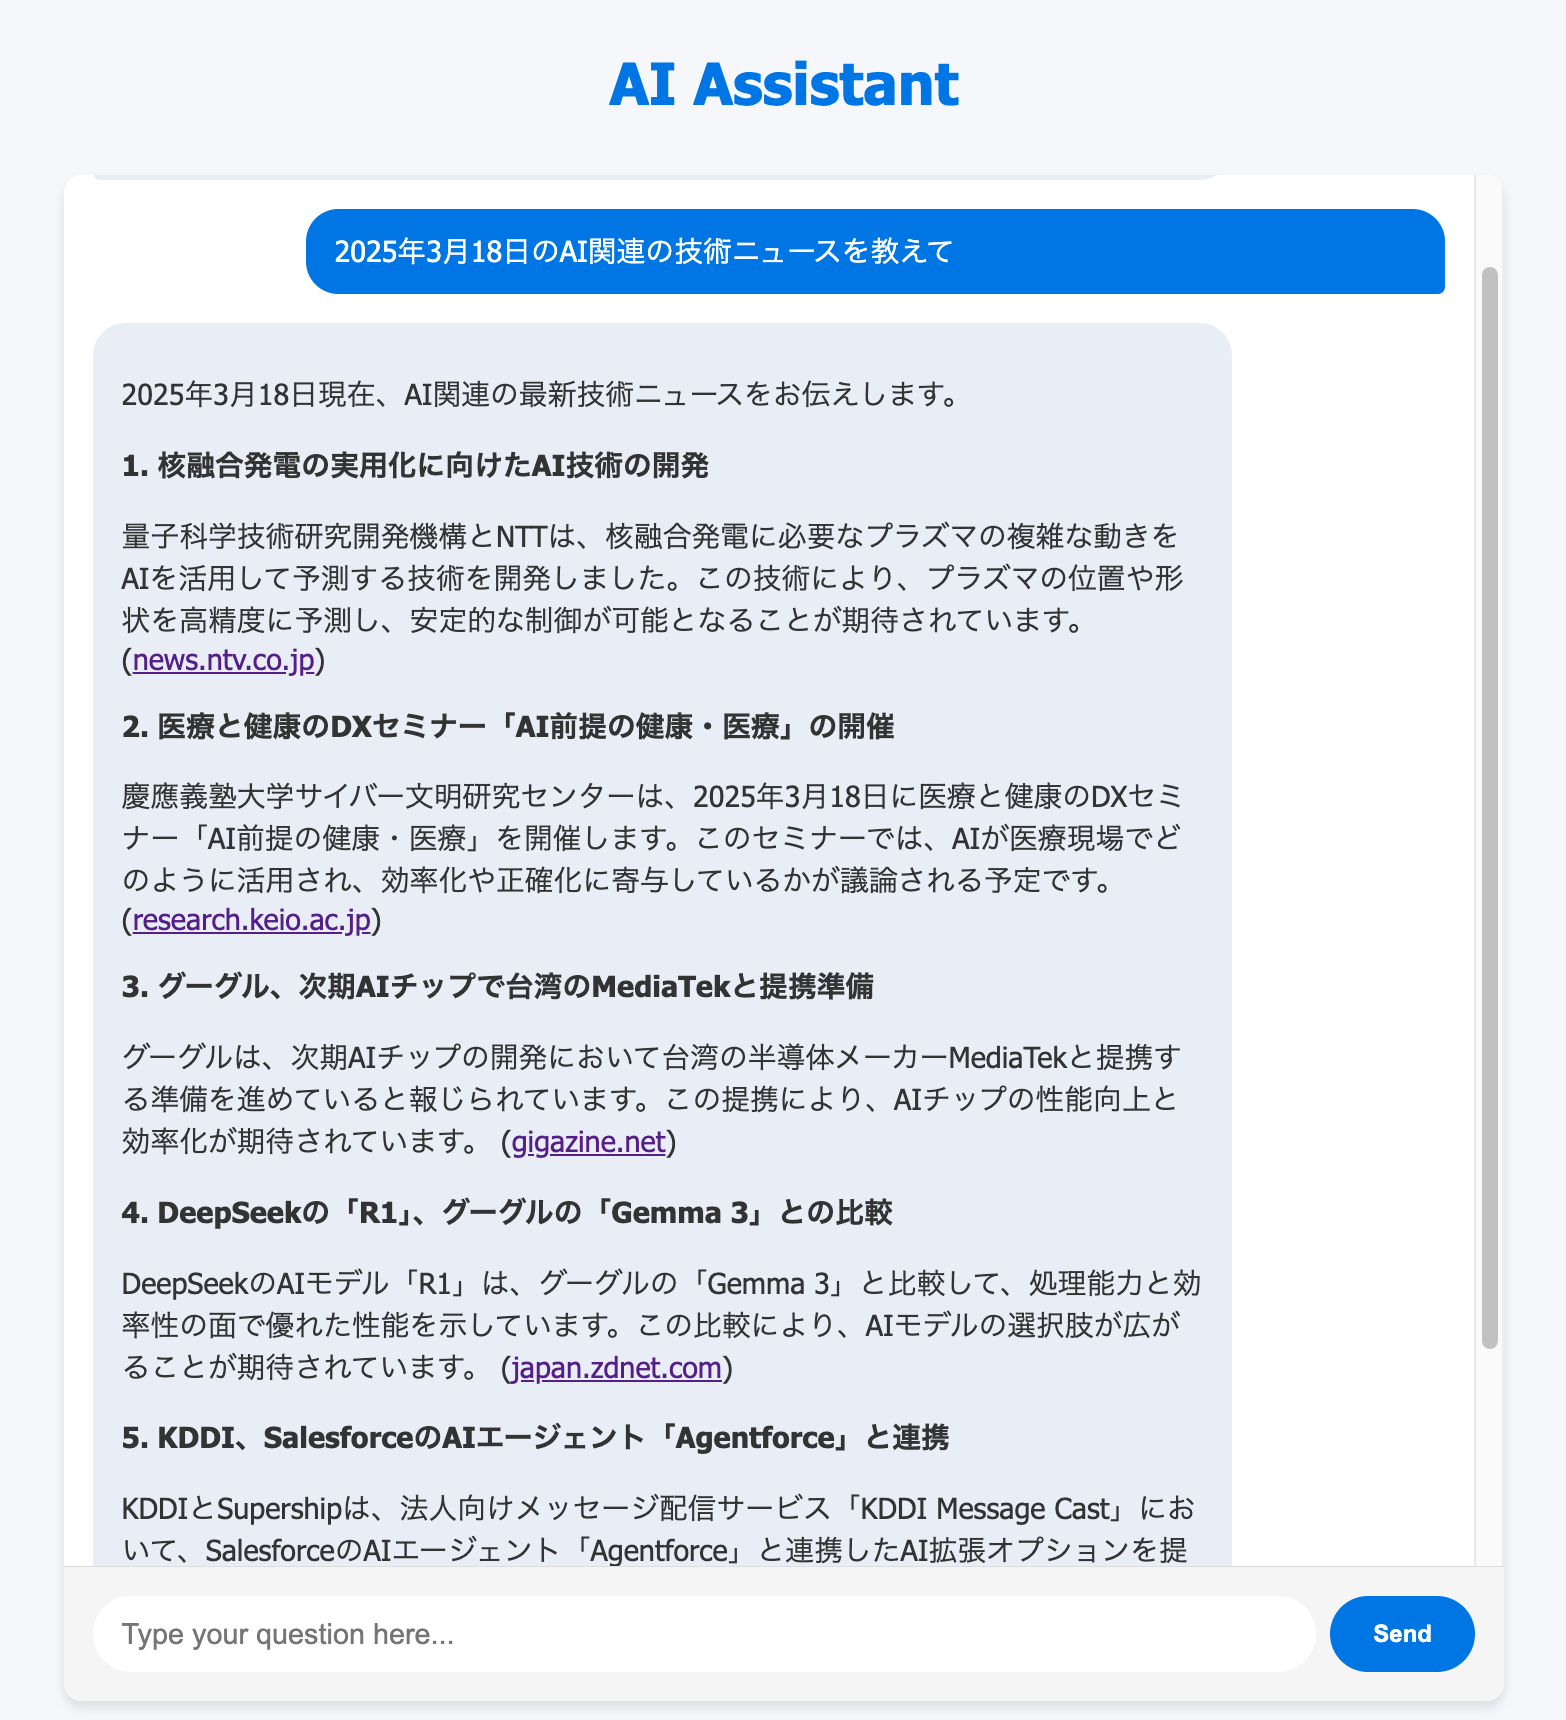 AI Assistant
2025年3月18日のAI関連の技術ニュースを教えて
2025年3月18日現在、AI関連の最新技術ニュースをお伝えします。
1. 核融合発電の実用化に向けたAI技術の開発
量子科学技術研究開発機構とNTTは、核融合発電に必要なプラズマの複雑な動きを
AIを活用して予測する技術を開発しました。この技術により、プラズマの位置や形
状を高精度に予測し、安定的な制御が可能となることが期待されています。
(news.ntv.co.jp)
2. 医療と健康のDXセミナー「AI前提の健康・医療」の開催
慶應義塾大学サイバー文明研究センターは、2025年3月18日に医療と健康のDXセミ
ナー「AI前提の健康・医療」を開催します。このセミナーでは、AIが医療現場でど
のように活用され、効率化や正確化に寄与しているかが議論される予定です。
(research.keio.ac.jp)
3. グーグル、次期AIチップで台湾のMediaTekと提携準備
グーグルは、次期AIチップの開発において台湾の半導体メーカーMediaTekと提携す
る準備を進めていると報じられています。この提携により、AIチップの性能向上と
効率化が期待されています。 (gigazine.net)
4. DeepSeekの「R1」、グーグルの「Gemma 3」との比較
DeepSeekのAIモデル「R1」は、グーグルの「Gemma 3」と比較して、処理能力と効
率性の面で優れた性能を示しています。この比較により、AIモデルの選択肢が広が
ることが期待されています。 (japan.zdnet.com)
5. KDDI、SalesforceのAIエージェント「Agentforce」と連携
KDDIとSupershipは、法人向けメッセージ配信サービス「KDDI Message Cast」にお
いて、SalesforceのAIエージェント「Agentforce」と連携したAI拡張オプションを提
Type your question here...
Send